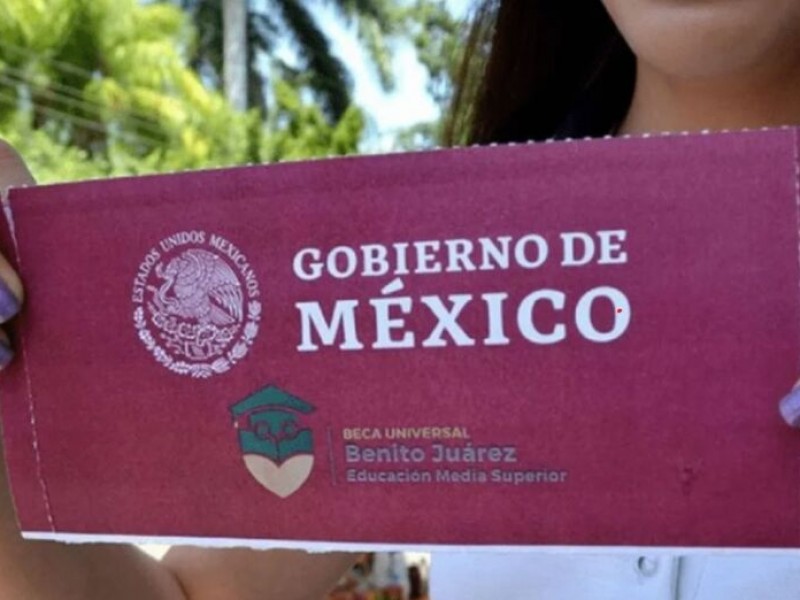 ESTADOS UNIDOS MEXICANOS
GOBIERNO DE
MÉXICO
BECA UNIVERSAL
Benito Juárez
Educación Media Superior